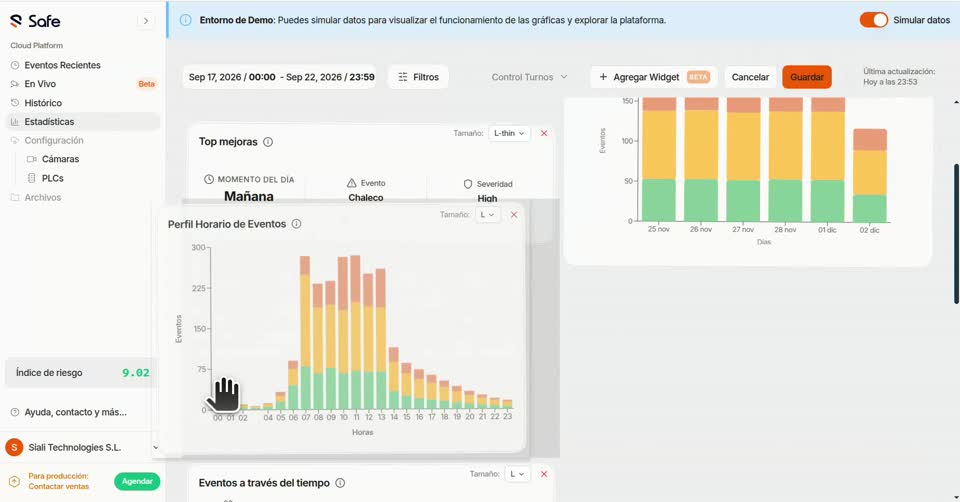 Safe
Cloud Platform
Eventos Recientes
En Vivo
Beta
Histórico
Estadísticas
Configuración
Cámaras
PLCs
Archivos
Índice de riesgo
9.02
Ayuda, contacto y más...
S
Siali Technologies S.L.
Para producción:
Contactar ventas
Agendar
Entorno de Demo: Puedes simular datos para visualizar el funcionamiento de las gráficas y explorar la plataforma.
Simular datos
Sep 17, 2026 / 00:00 - Sep 22, 2026 / 23:59
Filtros
Control Turnos
+ Agregar Widget BETA
Cancelar
Guardar
Última actualización:
Hoy a las 23:53
Top mejoras
Tamaño: L-thin
MOMENTO DEL DÍA
Mañana
Evento
Chaleco
Severidad
High
Perfil Horario de Eventos
Tamaño: L
300
225
150
75
0
Eventos
00 01 02 04 05 06 07 08 09 10 11 12 13 14 15 16 17 18 19 20 21 22 23
Horas
150
100
50
0
Eventos
25 nov 26 nov 27 nov 28 nov 01 dic 02 dic
Días
Eventos a través del tiempo
Tamaño: L